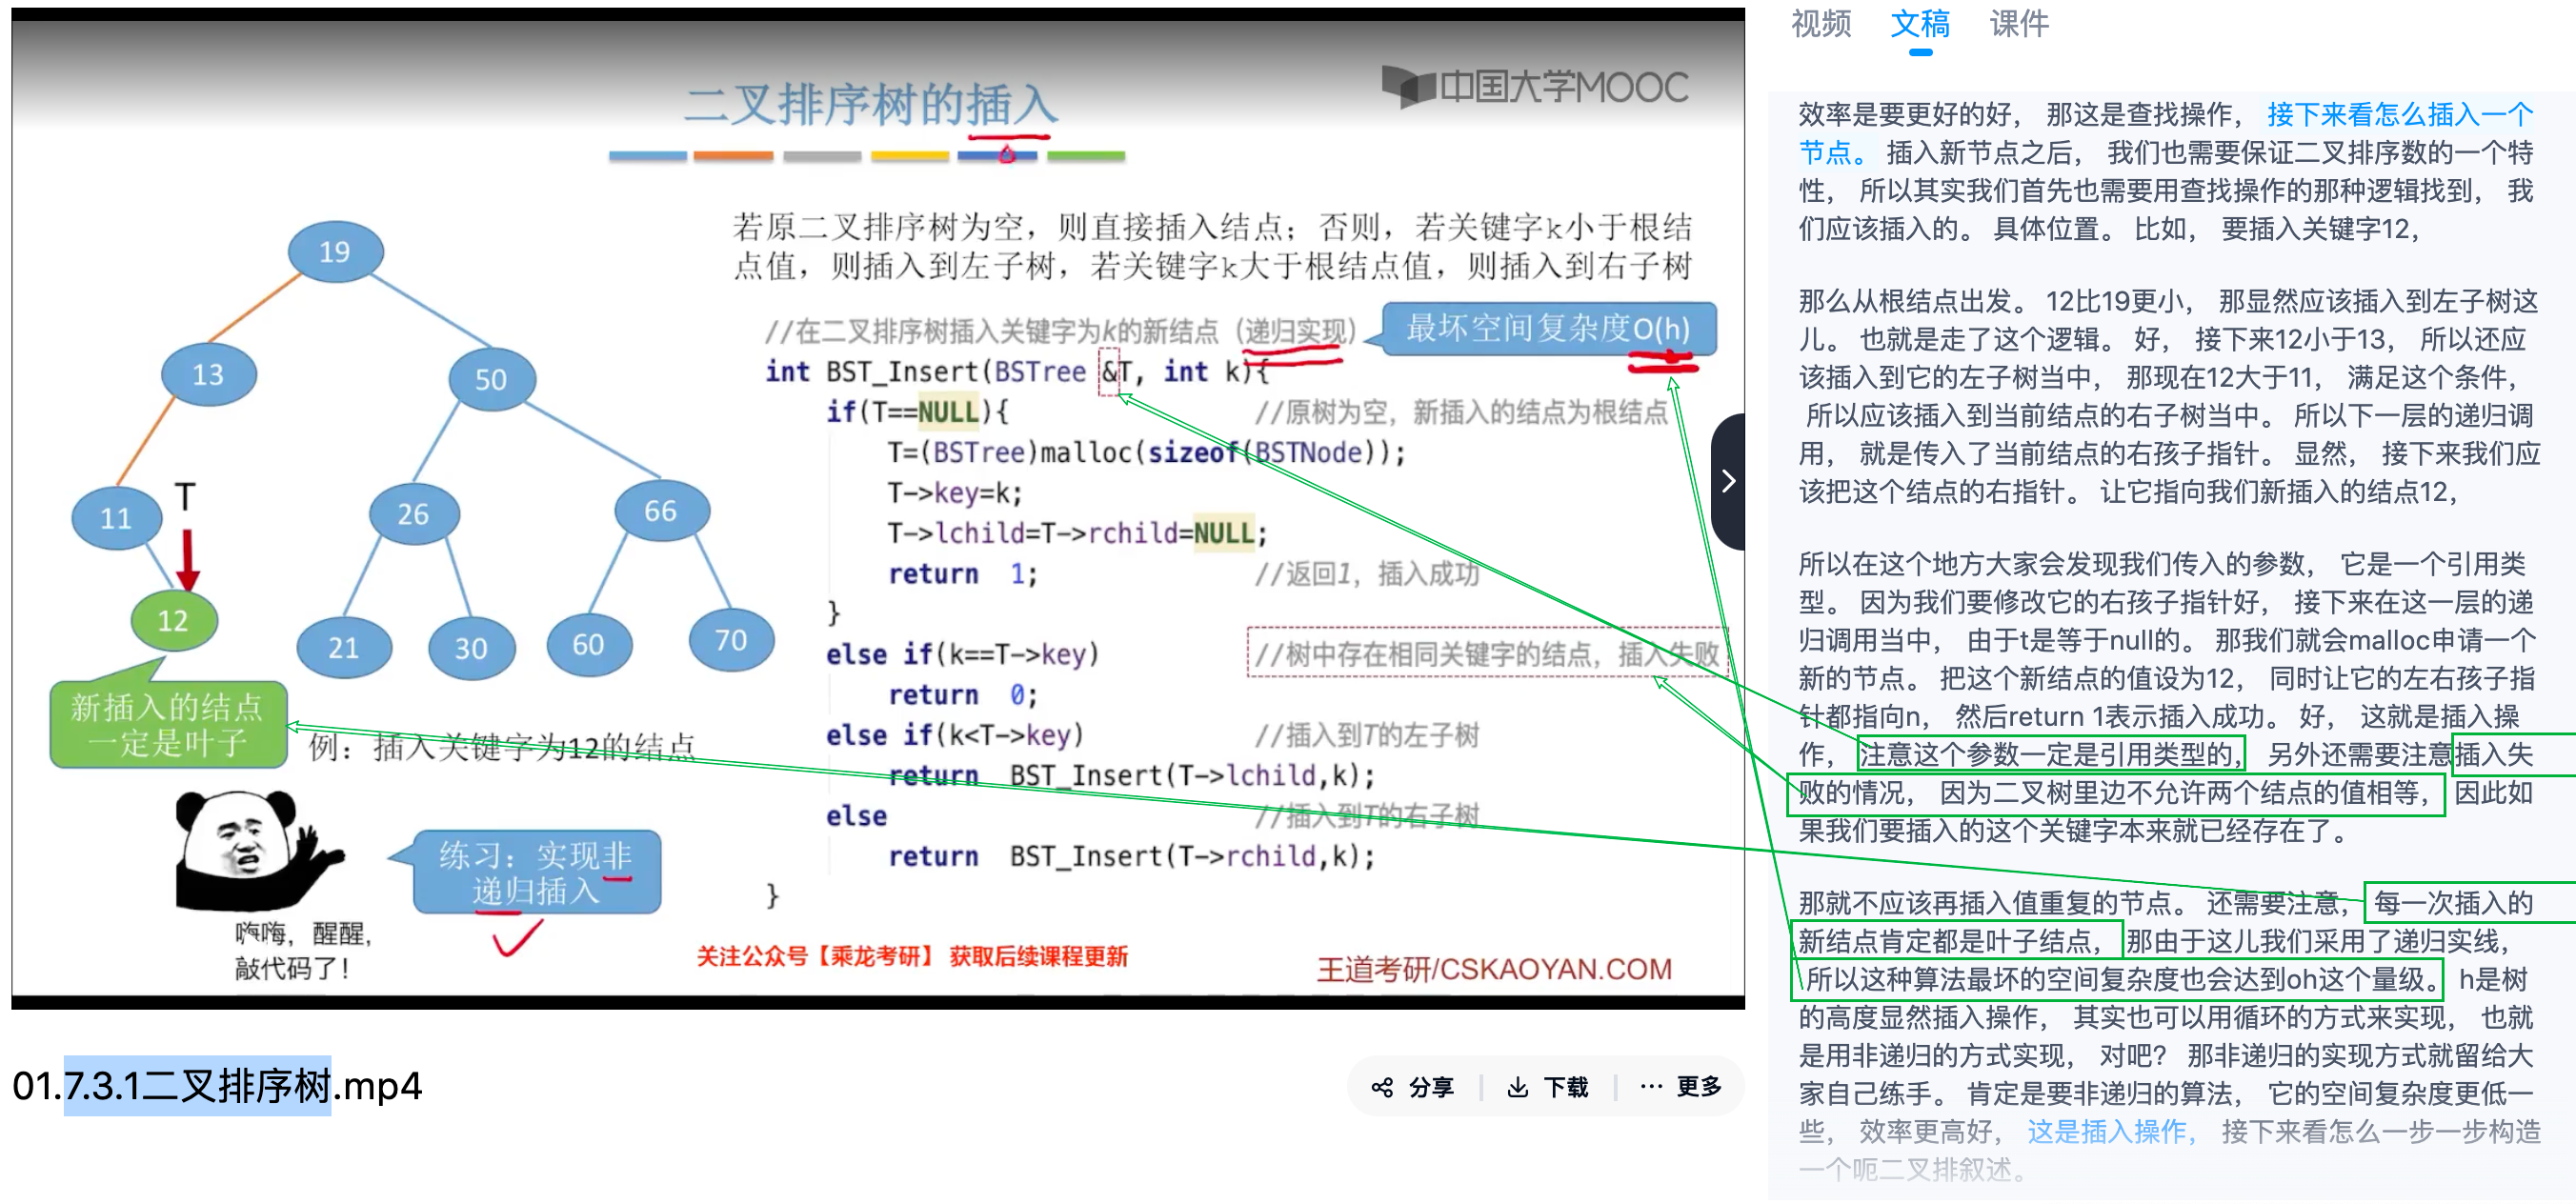 二叉排序树的插入
中国大学MOOC
若原二叉排序树为空，则直接插入结点；否则，若关键字k小于根结
点值，则插入到左子树，若关键字k大于根结点值，则插入到右子树
19
13
50
11
T
26
66
12
21
30
60
70
新插入的结点
一定是叶子
例：插入关键字为12的结点
练习：实现非
递归插入
嗨嗨，醒醒，
敲代码了！
//在二叉排序树插入关键字为k的新结点（递归实现）
最坏空间复杂度O(h)
int BST_Insert(BSTree &T, int k){
if(T==NULL){ //原树为空，新插入的结点为根结点
T=(BSTree)malloc(sizeof(BSTNode));
T->key=k;
T->lchild=T->rchild=NULL;
return 1; //返回1，插入成功
}
else if(k==T->key) //树中存在相同关键字的结点，插入失败
return 0;
else if(k<T->key) //插入到T的左子树
return BST_Insert(T->lchild,k);
else //插入到T的右子树
return BST_Insert(T->rchild,k);
}
关注公众号【乘龙考研】 获取后续课程更新
王道考研/CSKAOYAN.COM
01.7.3.1二叉排序树.mp4
分享
下载
更多
视频 文稿 课件
效率是要更好的好， 那这是查找操作， 接下来看怎么插入一个
节点。 插入新节点之后， 我们也需要保证二叉排序数的一个特
性， 所以其实我们首先也需要用查找操作的那种逻辑找到， 我
们应该插入的。 具体位置。 比如， 要插入关键字12，
那么从根结点出发。 12比19更小， 那显然应该插入到左子树这
儿。 也就是走了这个逻辑。 好， 接下来12小于13， 所以还应
该插入到它的左子树当中， 那现在12大于11， 满足这个条件，
所以应该插入到当前结点的右子树当中。 所以下一层的递归调
用， 就是传入了当前结点的右孩子指针。 显然， 接下来我们应
该把这个结点的右指针。 让它指向我们新插入的结点12，
所以在这个地方大家会发现我们传入的参数， 它是一个引用类
型。 因为我们要修改它的右孩子指针好， 接下来在这一层的递
归调用当中， 由于t是等于null的。 那我们就会malloc申请一个
新的节点。 把这个新结点的值设为12， 同时让它的左右孩子指
针都指向n， 然后return 1表示插入成功。 好， 这就是插入操
作， 注意这个参数一定是引用类型的， 另外还需要注意插入失
败的情况， 因为二叉树里边不允许两个结点的值相等， 因此如
果我们要插入的这个关键字本来就已经存在了。
那就不应该再插入值重复的节点。 还需要注意， 每一次插入的
新结点肯定都是叶子结点， 那由于这儿我们采用了递归实线，
所以这种算法最坏的空间复杂度也会达到oh这个量级。 h是树
的高度显然插入操作， 其实也可以用循环的方式来实现， 也就
是用非递归的方式实现， 对吧？ 那非递归的实现方式就留给大
家自己练手。 肯定是要非递归的算法， 它的空间复杂度更低一
些， 效率更高好， 这是插入操作， 接下来看怎么一步一步构造
一个呃二叉排叙述。